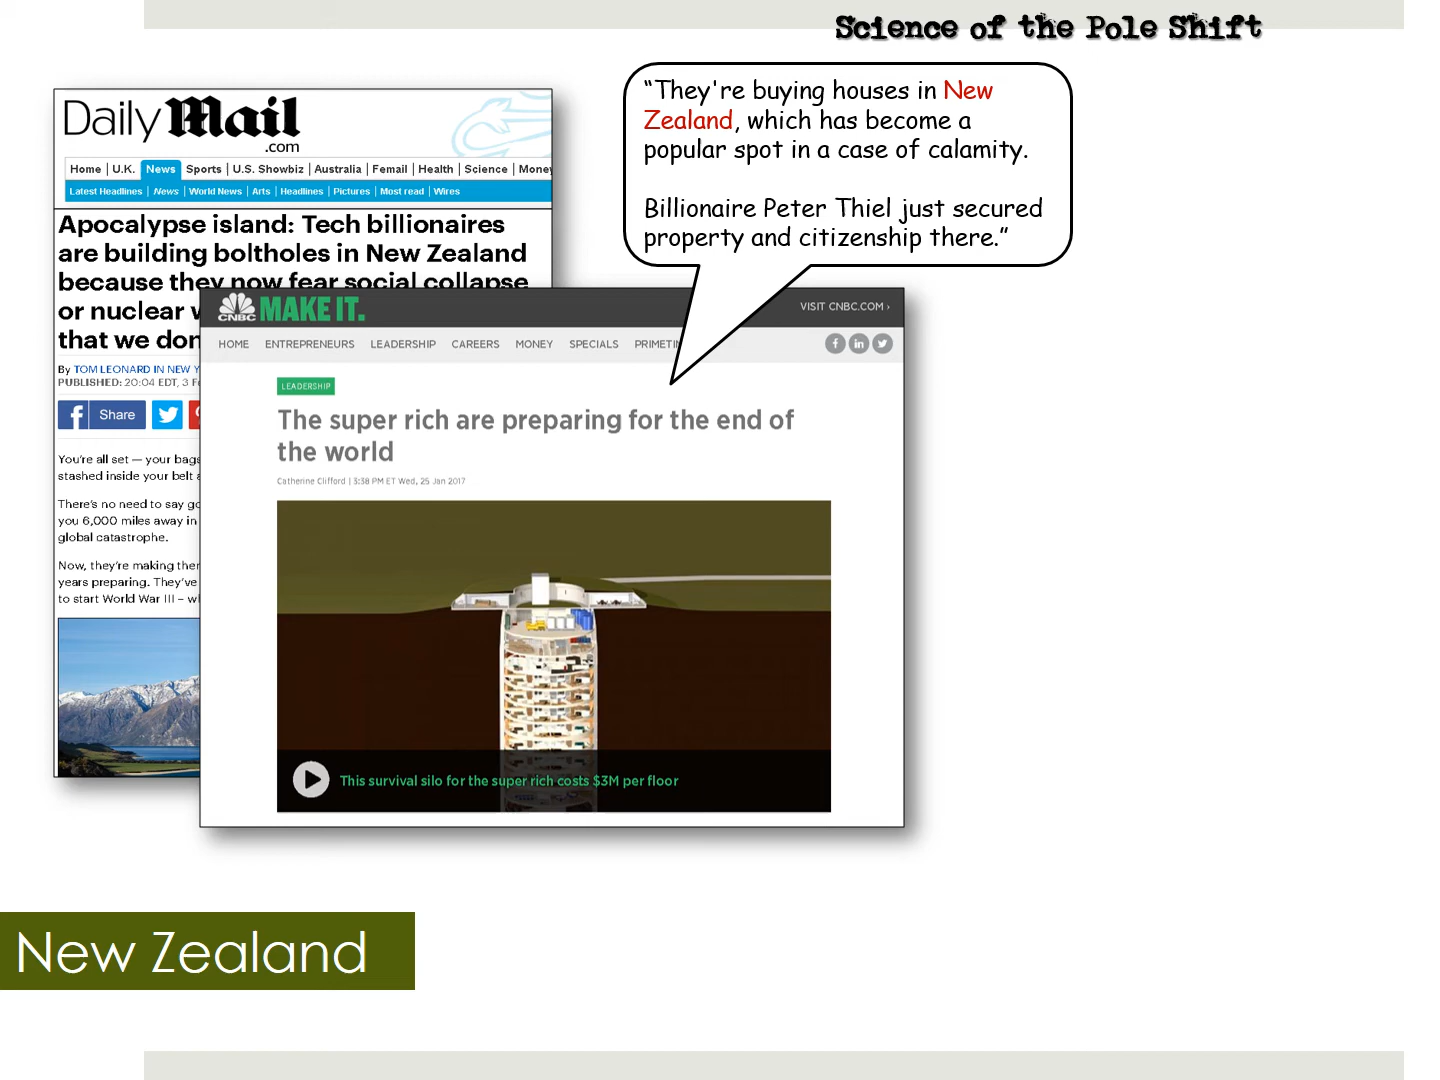 Science of the Pole Shift
“They're buying houses in New
Zealand, which has become a
popular spot in a case of calamity.
Billionaire Peter Thiel just secured
property and citizenship there.”
Daily Mail
.com
Home | U.K. News Sports | U.S. Showbiz | Australia | Femail | Health | Science | Money
Latest Headlines | News | World News | Arts | Headlines | Pictures | Most read | Wires
Apocalypse island: Tech billionaires
are building boltholes in New Zealand
because they now fear social collapse
or nuclear
that we don
By TOM LEONARD IN NEW Y
PUBLISHED: 20:04 EDT, 3 F
Share
You're all set — your bags
stashed inside your belt
There's no need to say
you 6,000 miles away in
global catastrophe.
Now, they're making
years preparing. They've
to start World War III –
CNBC MAKE IT.
VISIT CNBC.COM ›
HOME ENTREPRENEURS LEADERSHIP CAREERS MONEY SPECIALS PRIMETI
LEADERSHIP
The super rich are preparing for the end of
the world
Catherine Clifford | 3:38 PM ET Wed, 25 Jan 2017
This survival silo for the super rich costs $3M per floor
New Zealand